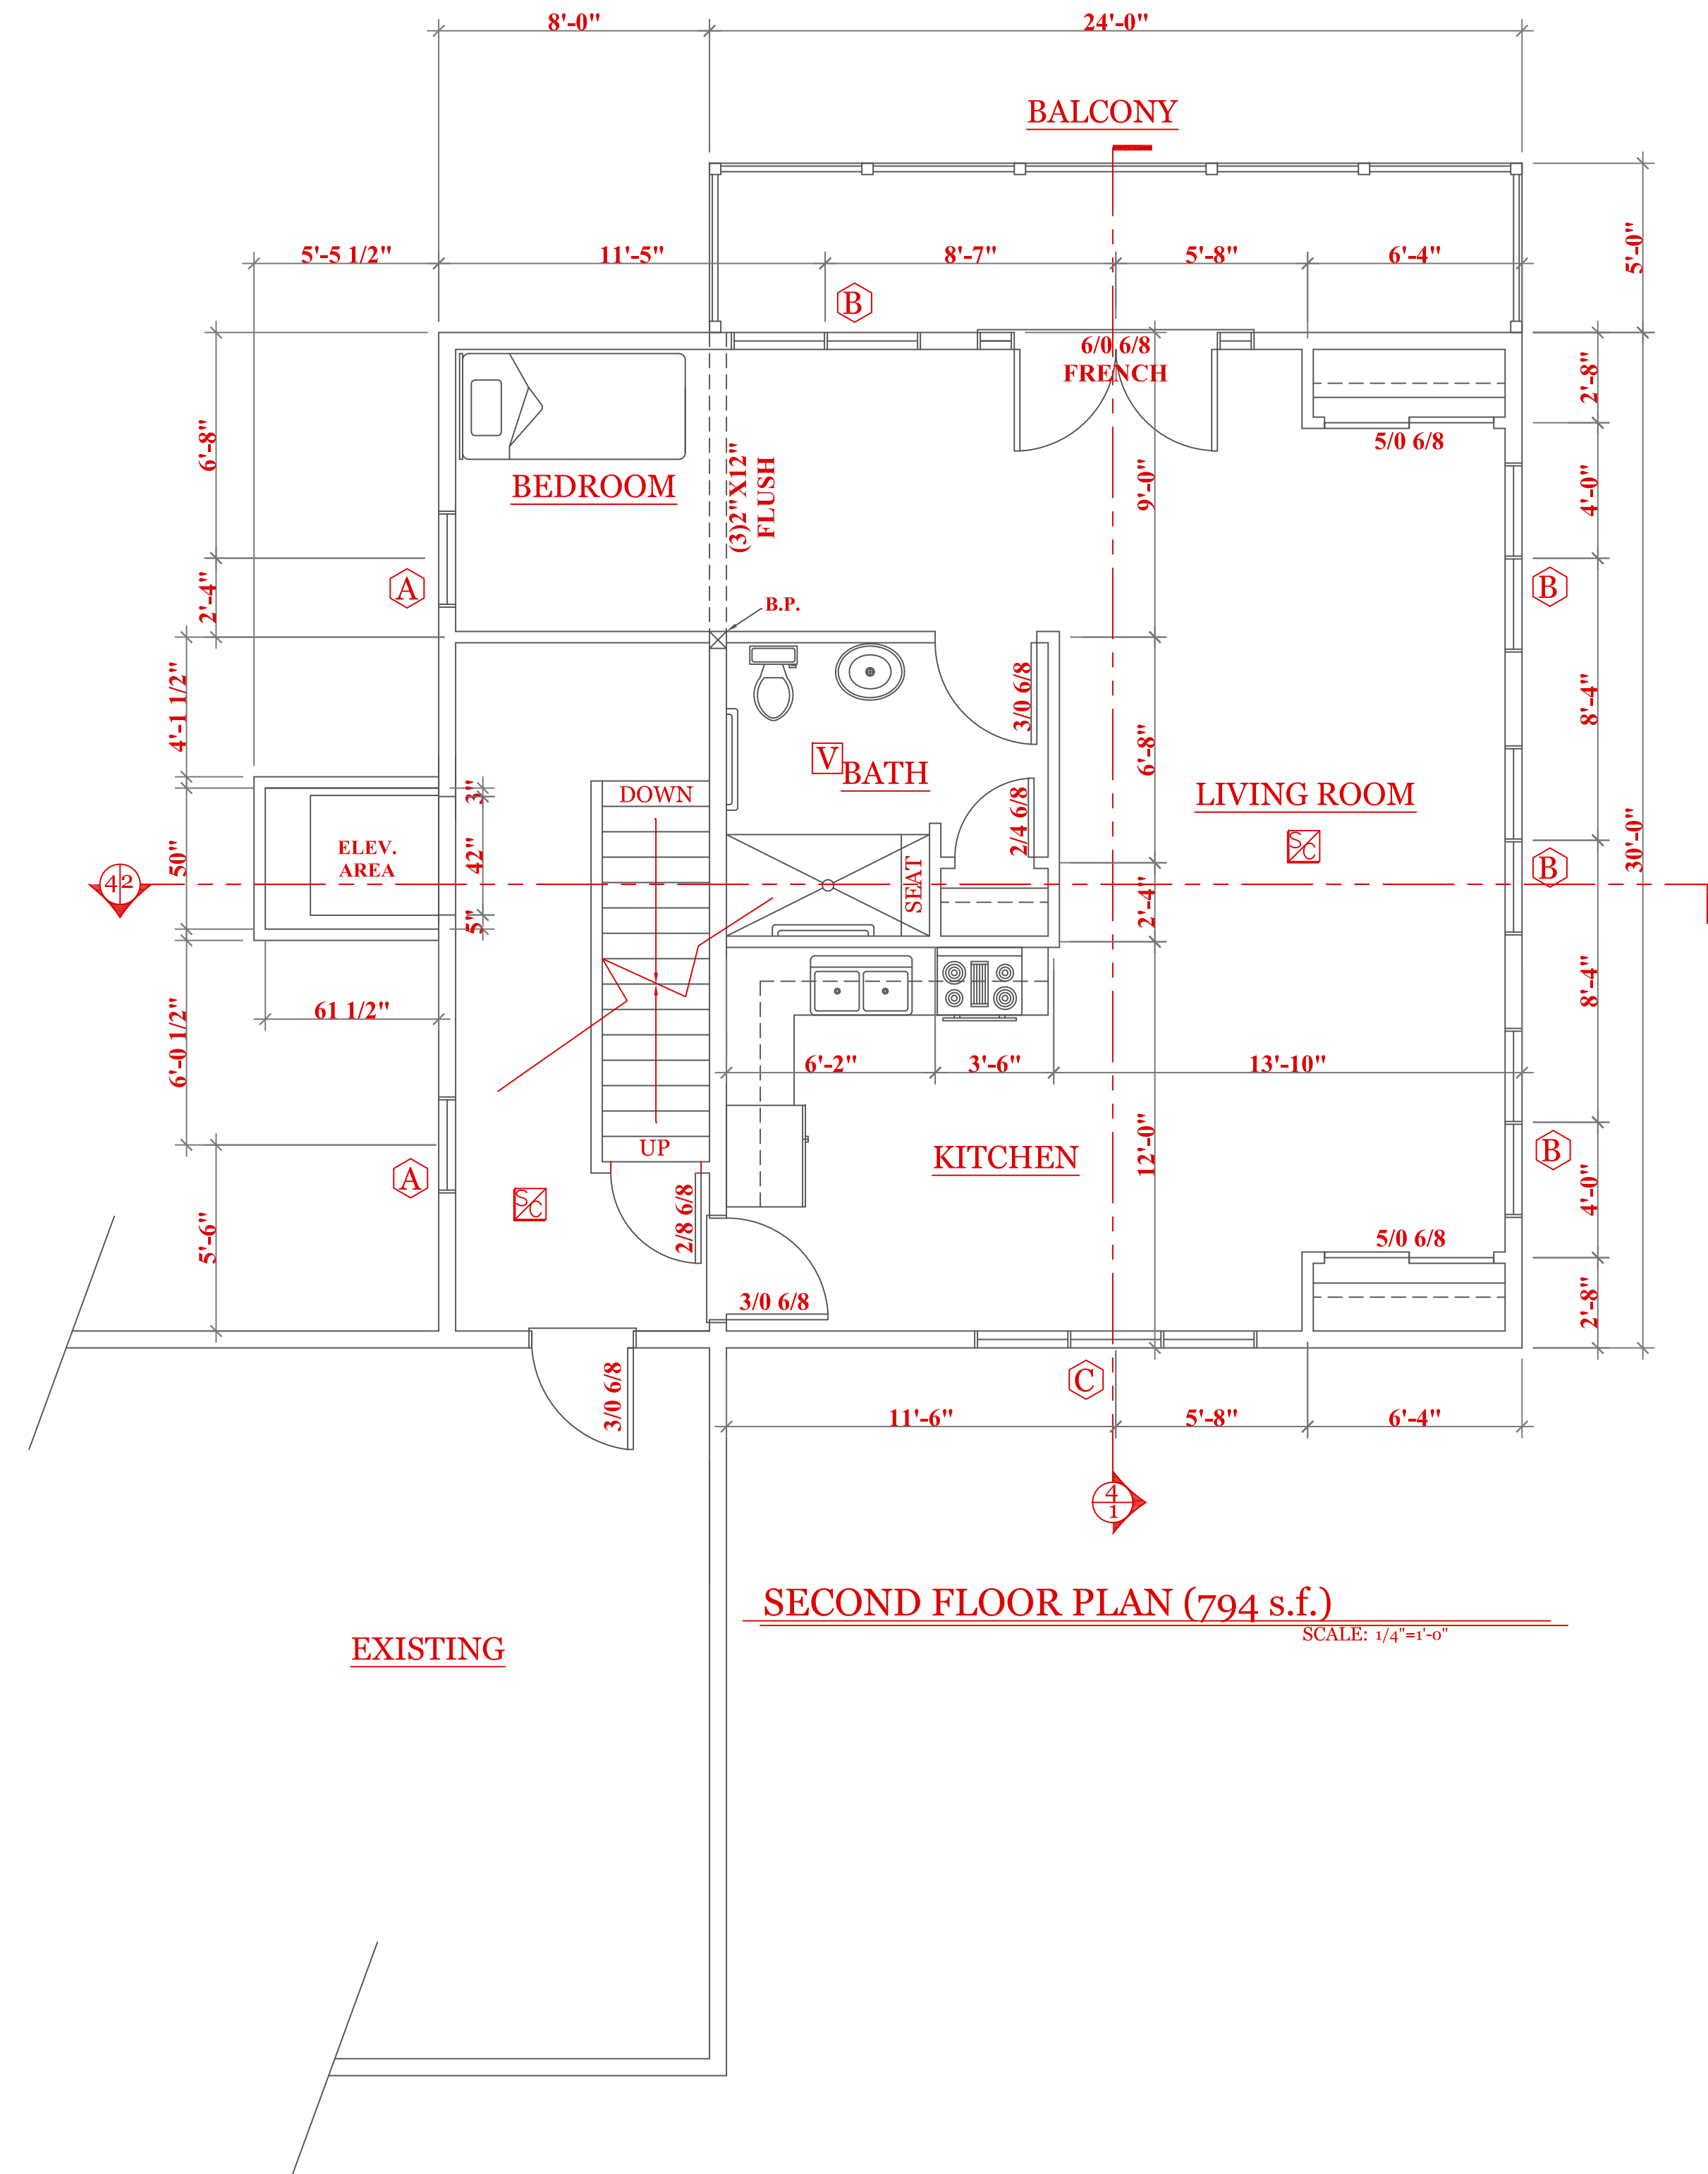 8'-0"
24'-0"
BALCONY
5'-5 1/2"
11'-5"
8'-7"
5'-8"
6'-4"
5'-0"
B
6/0 6/8
FRENCH
2'-8"
5/0 6/8
6'-8"
BEDROOM
(3)2"X12"
FLUSH
9'-0"
4'-0"
A
2'-4"
B.P.
B
4'-1 1/2"
3/0 6/8
8'-4"
V
BATH
6'-8"
DOWN
3"
LIVING ROOM
2/4 6/8
S/C
30'-0"
ELEV.
AREA
50"
42"
42
SEAT
B
5"
2'-4"
61 1/2"
8'-4"
6'-0 1/2"
6'-2"
3'-6"
13'-10"
UP
KITCHEN
12'-0"
B
A
S/C
4'-0"
5'-6"
2/8 6/8
5/0 6/8
3/0 6/8
2'-8"
3/0 6/8
C
11'-6"
5'-8"
6'-4"
4
1
SECOND FLOOR PLAN (794 s.f.)
SCALE: 1/4"=1'-0"
EXISTING